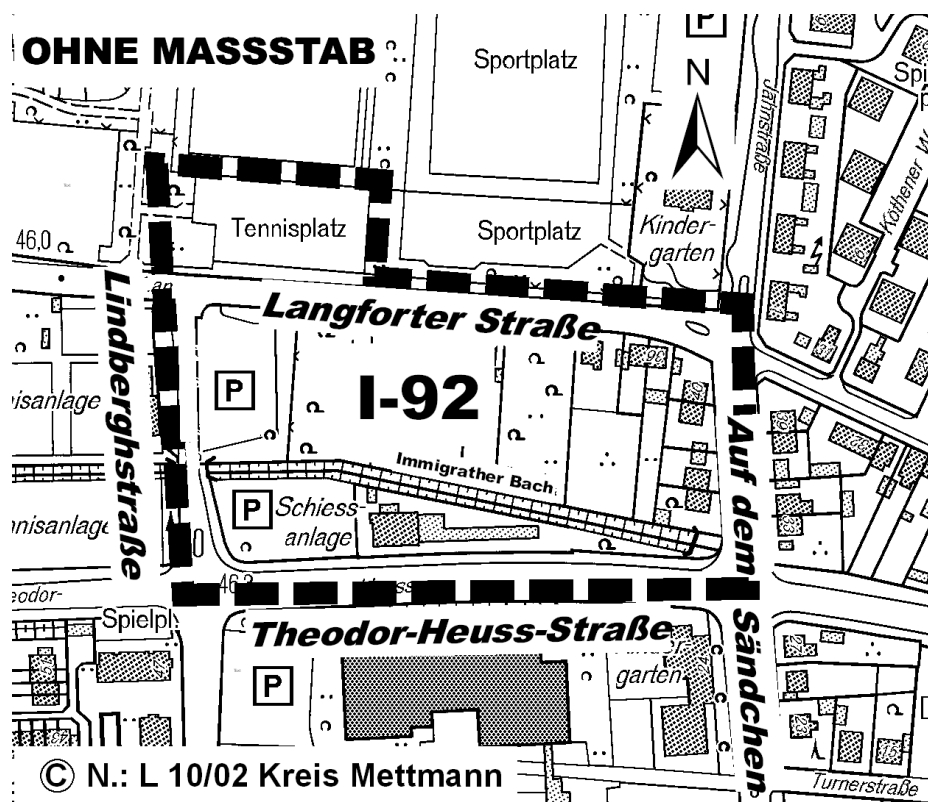 OHNE MASSSTAB
P
Sportplatz
N
Jahnstraße
Köthener
Tennisplatz
Sportplatz
Kinder-
garten
46,0
Langforter Straße
Lindberghstraße
P
I-92
Immigrather Bach
Auf dem Sändchen
P
Schiess-
anlage
46,2
Spielpl.
Theodor-Heuss-Straße
P
garten
Turnerstraße
© N.: L 10/02 Kreis Mettmann